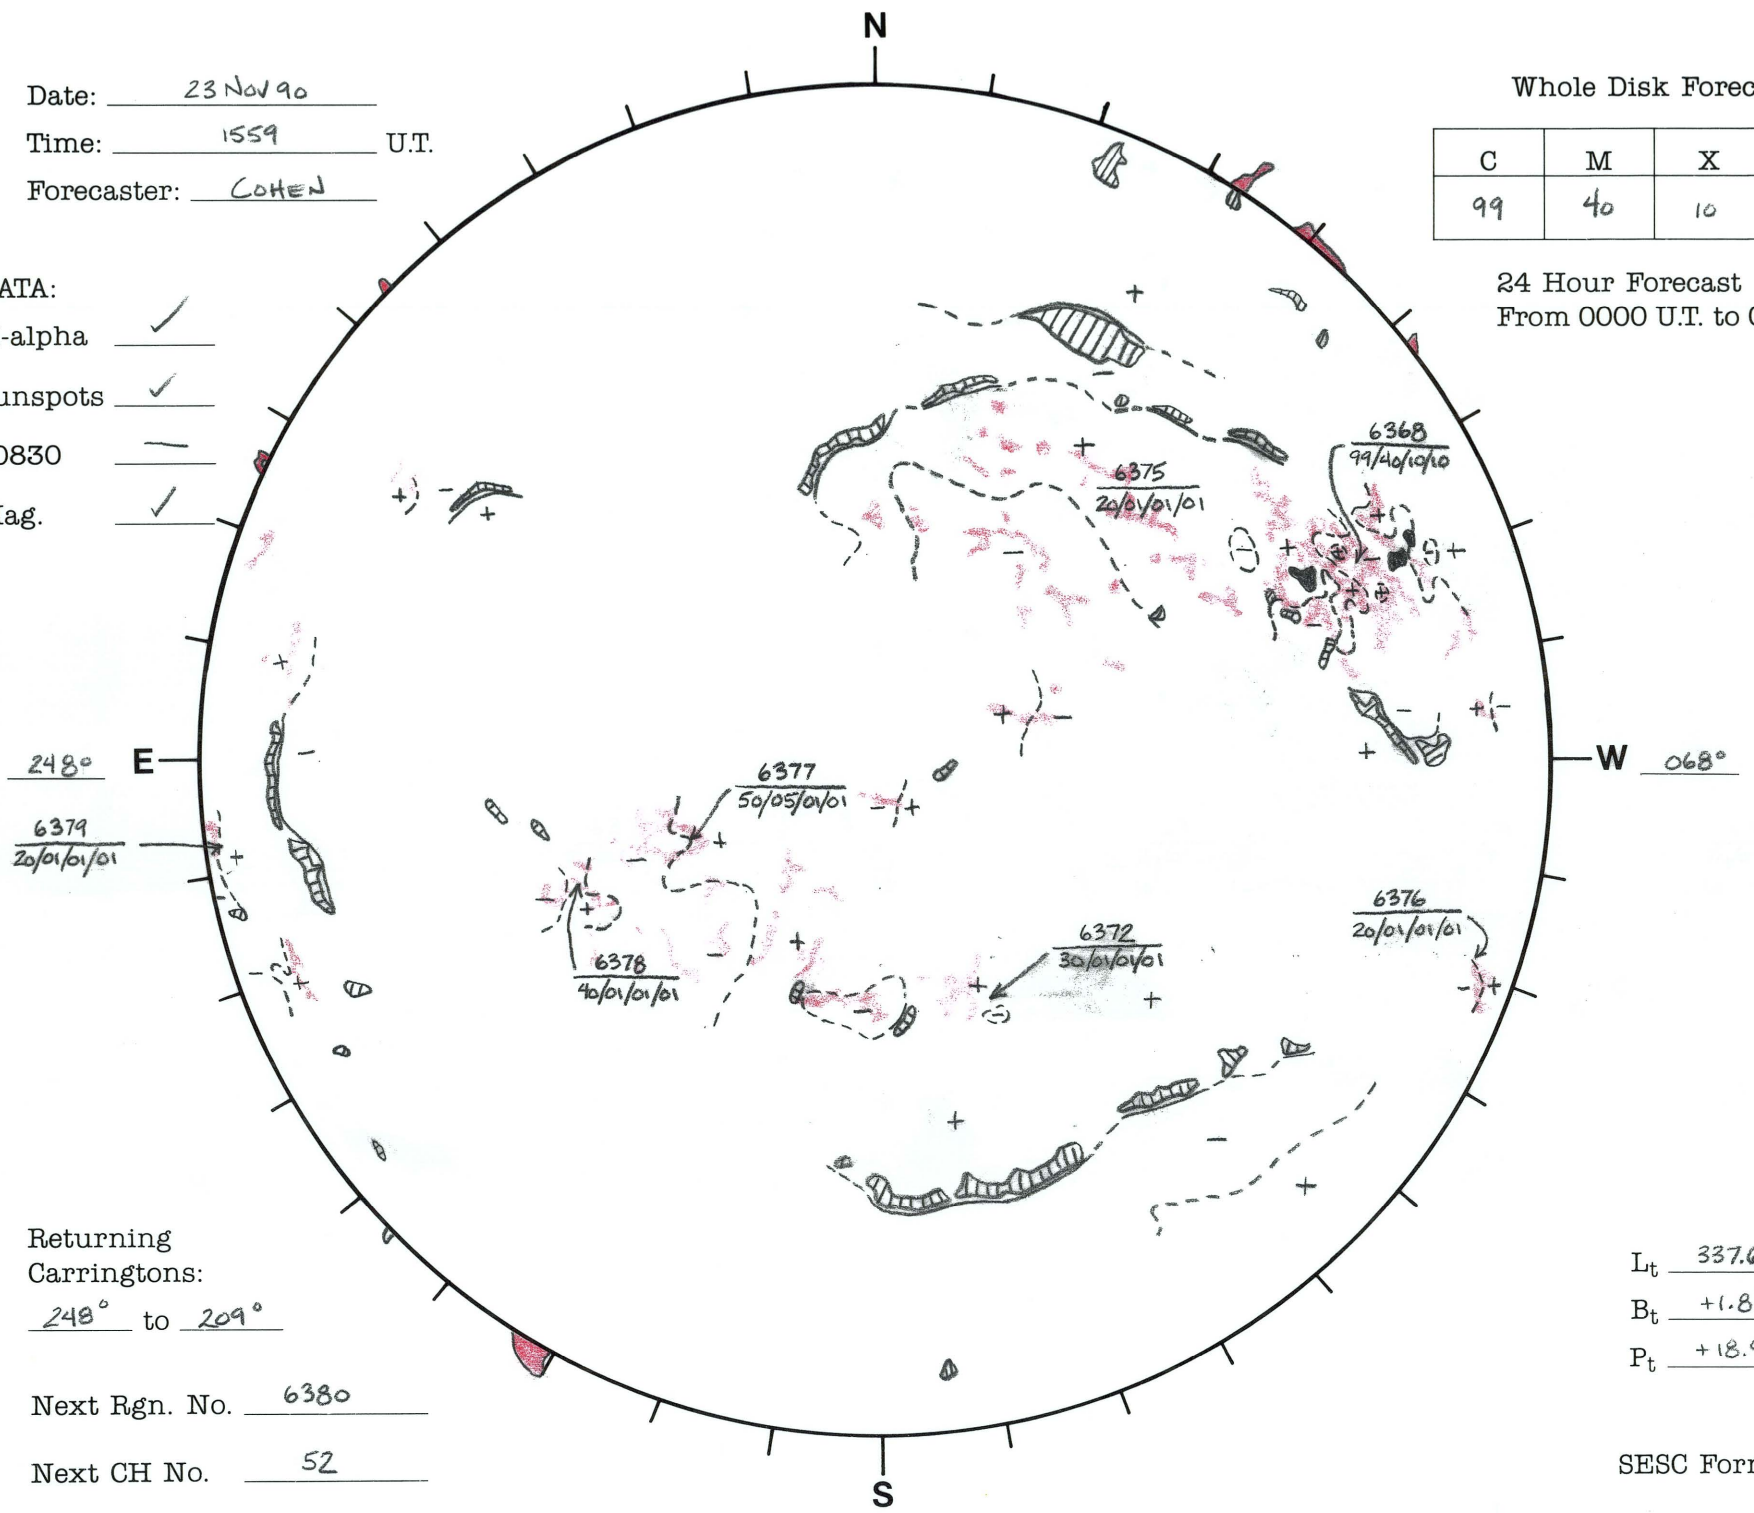 N
Date: 23 Nov 90
Time: 1559 U.T.
Forecaster: COHEN
Whole Disk Forec
C M X
99 40 10
24 Hour Forecast
From 0000 U.T. to
ATA:
-alpha ✓
unspots ✓
0830 —
ag. ✓
6368
99/40/10/10
6375
20/01/01/01
248° E
W 068°
6377
50/05/01/01
6379
20/01/01/01
6376
20/01/01/01
6372
30/01/01/01
6378
40/01/01/01
Returning
Carringtons:
248° to 209°
Lt 337.6
Bt +1.8
Pt +18.9
Next Rgn. No. 6380
Next CH No. 52
SESC For
S